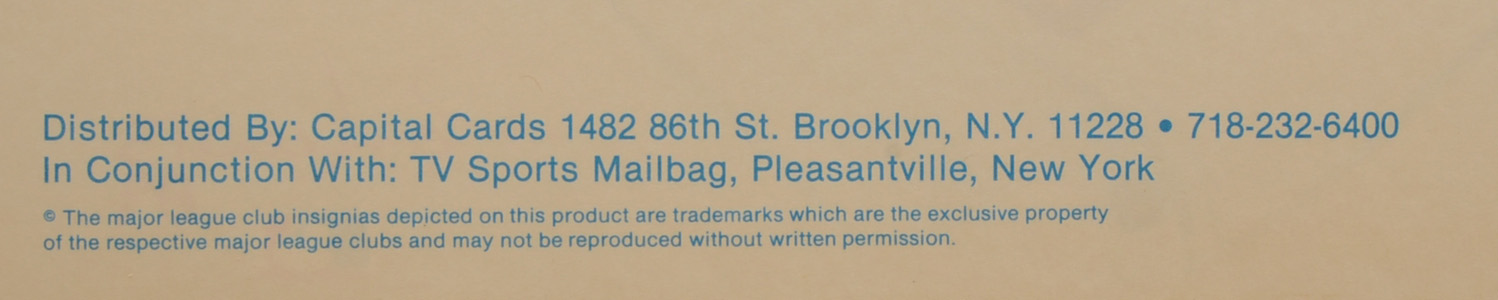 Distributed By: Capital Cards 1482 86th St. Brooklyn, N.Y. 11228 • 718-232-6400
In Conjunction With: TV Sports Mailbag, Pleasantville, New York
© The major league club insignias depicted on this product are trademarks which are the exclusive property
of the respective major league clubs and may not be reproduced without written permission.